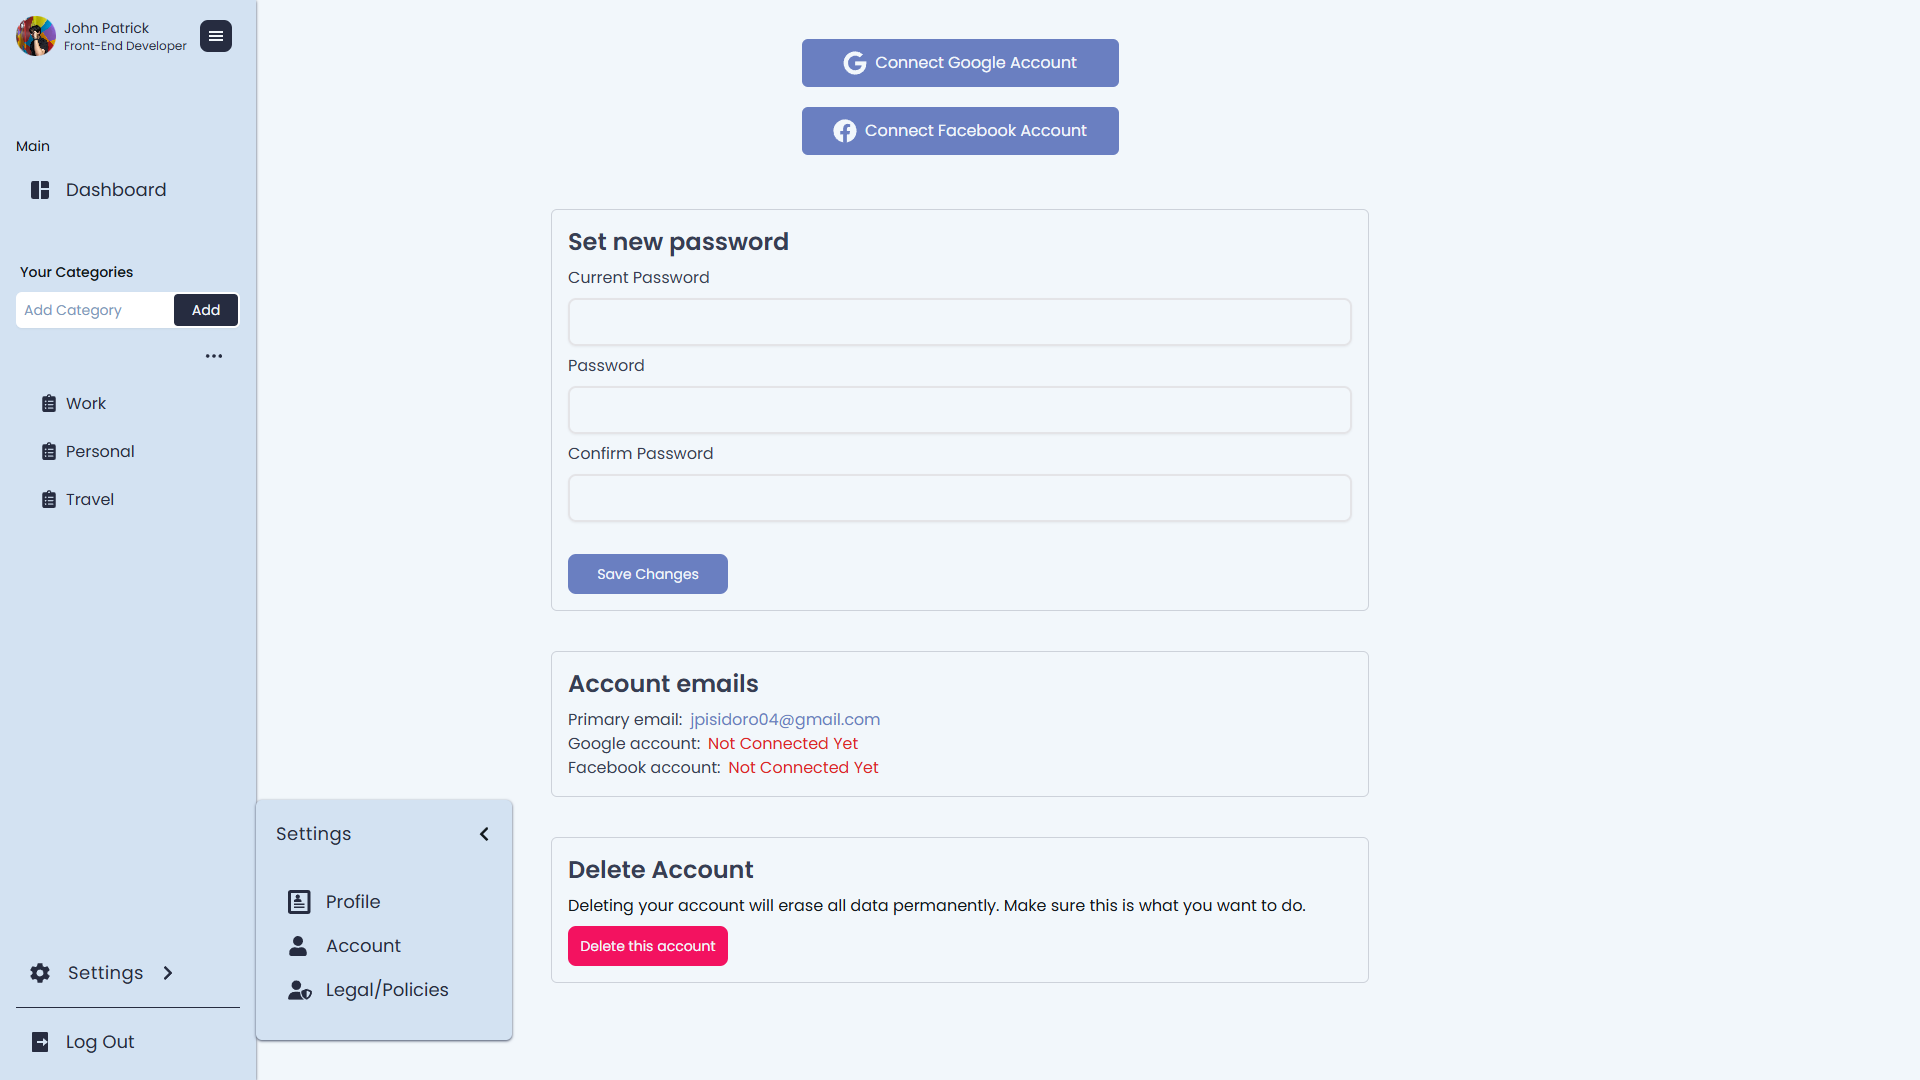 John Patrick
Front-End Developer
Main
Dashboard
Your Categories
Add Category
Add
Work
Personal
Travel
Settings
Log Out
Settings
Profile
Account
Legal/Policies
Connect Google Account
Connect Facebook Account
Set new password
Current Password
Password
Confirm Password
Save Changes
Account emails
Primary email: jpisidoro04@gmail.com
Google account: Not Connected Yet
Facebook account: Not Connected Yet
Delete Account
Deleting your account will erase all data permanently. Make sure this is what you want to do.
Delete this account